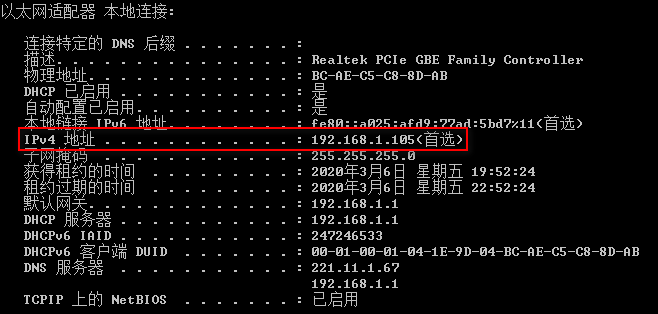 以太网适配器 本地连接:
连接特定的 DNS 后缀 . . . . . . . :
描述. . . . . . . . . . . . . . . : Realtek PCIe GBE Family Controller
物理地址. . . . . . . . . . . . . : BC-AE-C5-C8-8D-AB
DHCP 已启用 . . . . . . . . . . . : 是
自动配置已启用. . . . . . . . . . : 是
本地链接 IPv6 地址. . . . . . . . : fe80::a025:afd9:77ad:5bd7%11(首选)
IPv4 地址 . . . . . . . . . . . . : 192.168.1.105(首选)
子网掩码 . . . . . . . . . . . . : 255.255.255.0
获得租约的时间 . . . . . . . . . : 2020年3月6日 星期五 19:52:24
租约过期的时间 . . . . . . . . . : 2020年3月6日 星期五 22:52:24
默认网关. . . . . . . . . . . . . : 192.168.1.1
DHCP 服务器 . . . . . . . . . . . : 192.168.1.1
DHCPv6 IAID . . . . . . . . . . . : 247246533
DHCPv6 客户端 DUID . . . . . . . : 00-01-00-01-04-1E-9D-04-BC-AE-C5-C8-8D-AB
DNS 服务器 . . . . . . . . . . . : 221.11.1.67
192.168.1.1
TCPIP 上的 NetBIOS . . . . . . . : 已启用